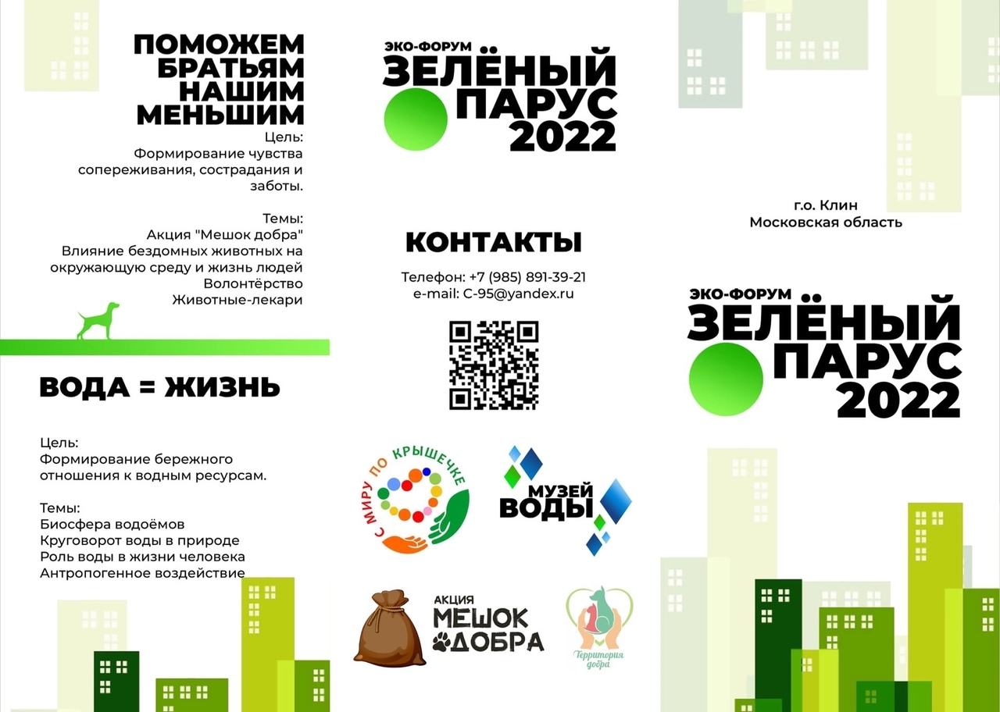 ПОМОЖЕМ
БРАТЬЯМ
НАШИМ
МЕНЬШИМ
Цель:
Формирование чувства
сопереживания, сострадания и
заботы.
Темы:
Акция "Мешок добра"
Влияние бездомных животных на
окружающую среду и жизнь людей
Волонтёрство
Животные-лекари
ВОДА = ЖИЗНЬ
Цель:
Формирование бережного
отношения к водным ресурсам.
Темы:
Биосфера водоёмов
Круговорот воды в природе
Роль воды в жизни человека
Антропогенное воздействие
ЭКО-ФОРУМ
ЗЕЛЁНЫЙ
ПАРУС
2022
КОНТАКТЫ
Телефон: +7 (985) 891-39-21
e-mail: C-95@yandex.ru
С МИРУ ПО КРЫШЕЧКЕ
МУЗЕЙ
ВОДЫ
АКЦИЯ
МЕШОК
ДОБРА
Территория
добра
г.о. Клин
Московская область
ЭКО-ФОРУМ
ЗЕЛЁНЫЙ
ПАРУС
2022